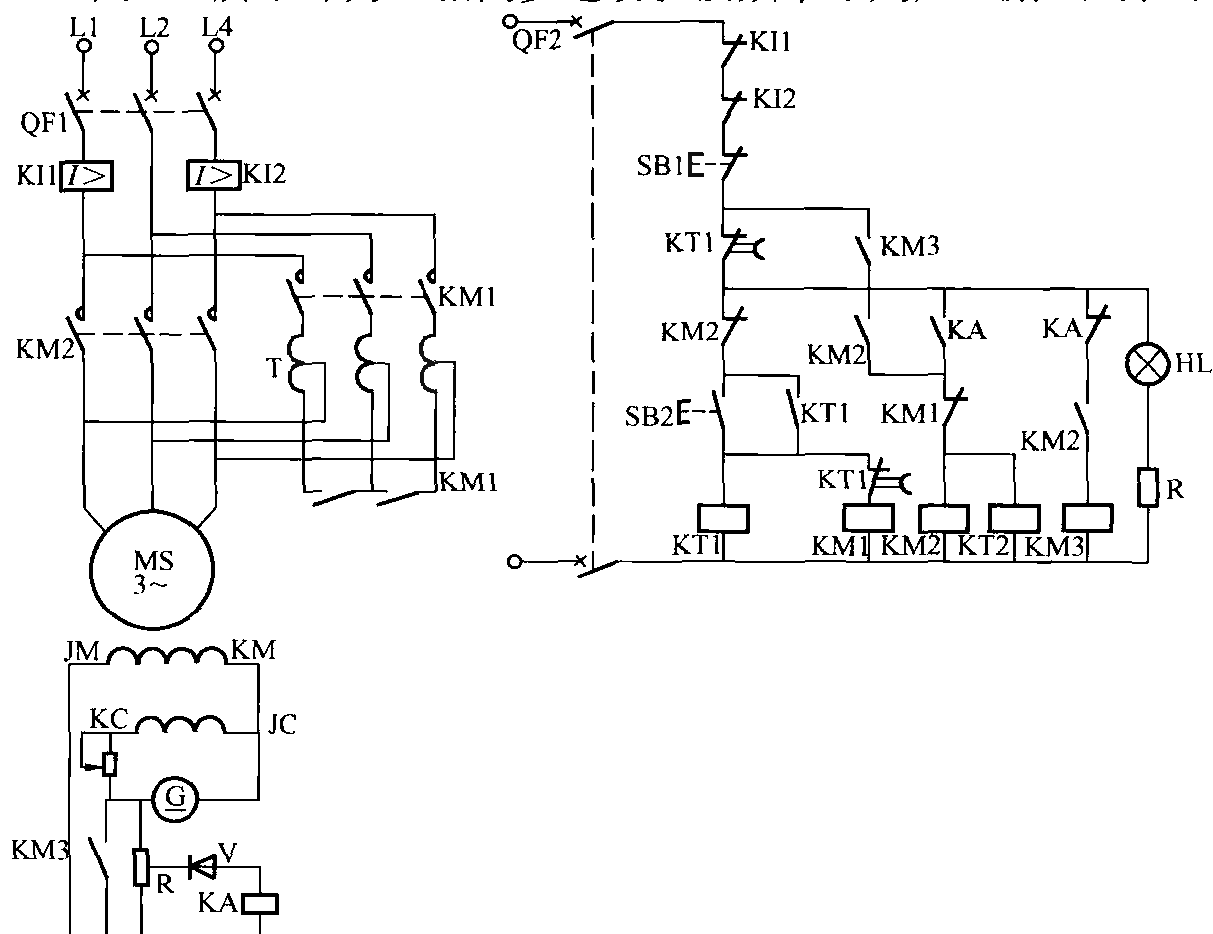 L1 L2 L4
QF2
KI1
KI2
QF1
KI1 I> I> KI2
SB1
KT1 KM3
KM1
KM2
T
KM2 KM2 KA KA HL
SB2 KT1 KM1 KM2
KM1 KT1 R
KT1 KM1 KM2 KT2 KM3
MS
3~
JM KM
KC JC
G
KM3 V
R
KA